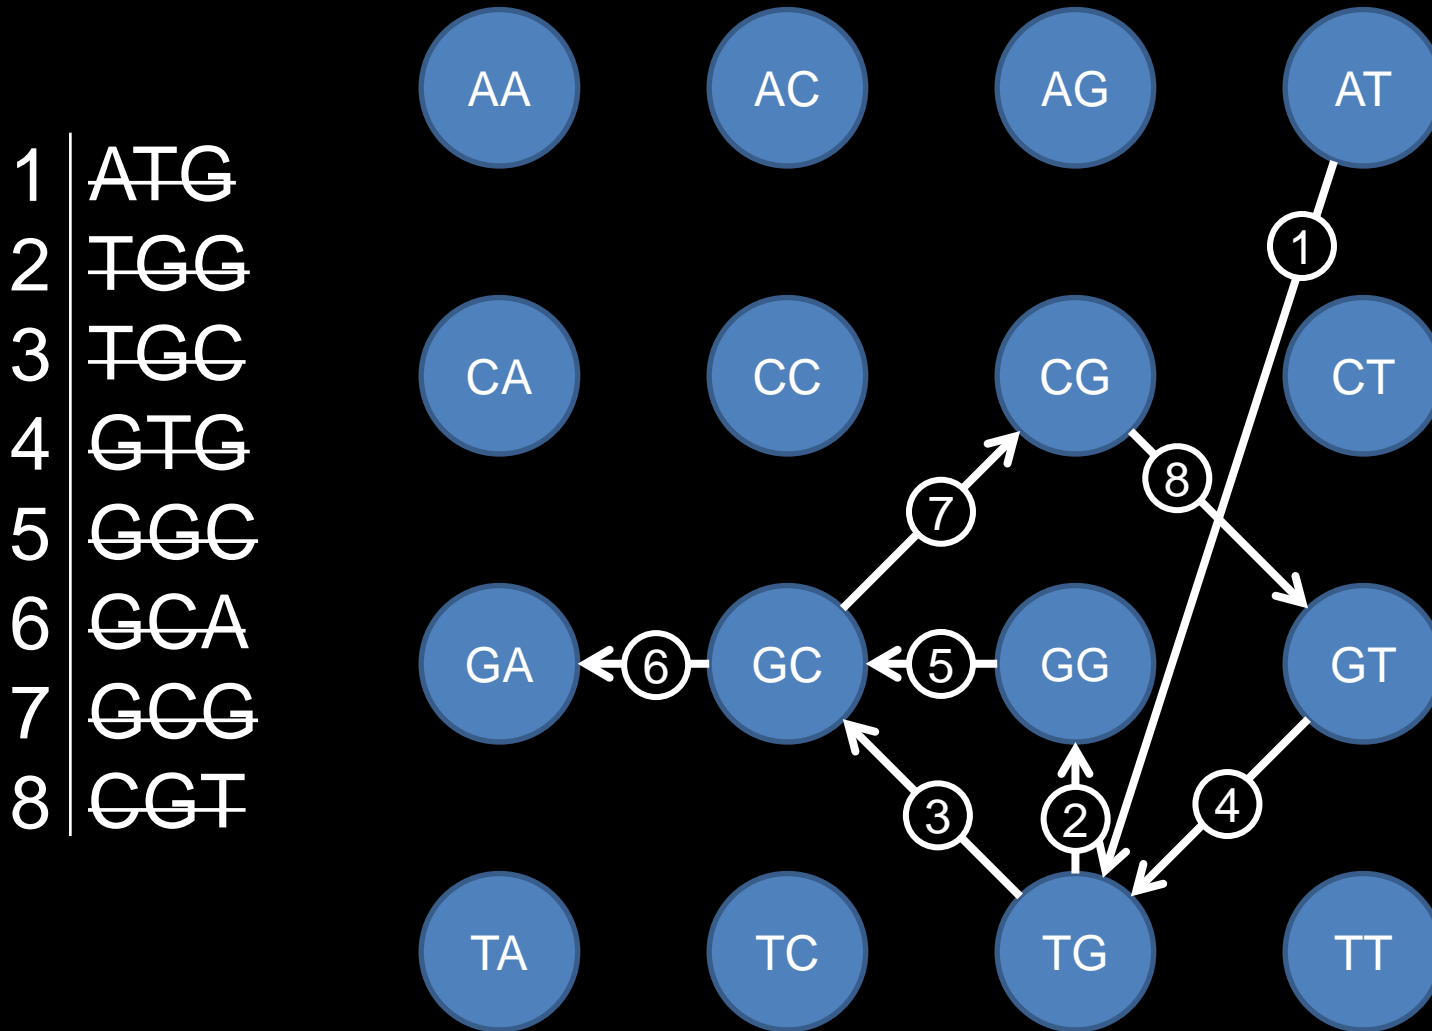 1 ATG
2 TGG
3 TGC
4 GTG
5 GGC
6 GCA
7 GCG
8 CGT
AA AC AG AT
1
CA CC CG CT
8
7
GA 6 GC 5 GG GT
3 2 4
TA TC TG TT